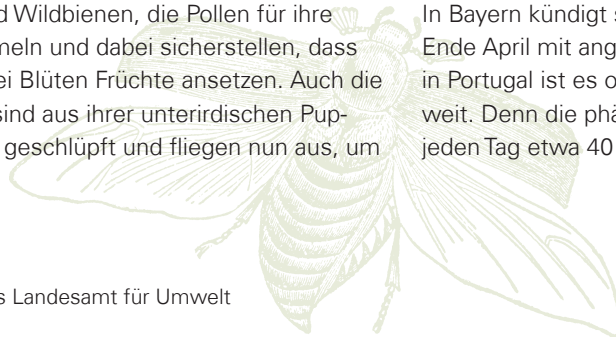 d Wildbienen, die Pollen für ihre
meln und dabei sicherstellen, dass
ei Blüten Früchte ansetzen. Auch die
sind aus ihrer unterirdischen Pup-
geschlüpft und fliegen nun aus, um
In Bayern kündigt s
Ende April mit ang
in Portugal ist es o
weit. Denn die phä
jeden Tag etwa 40
s Landesamt für Umwelt